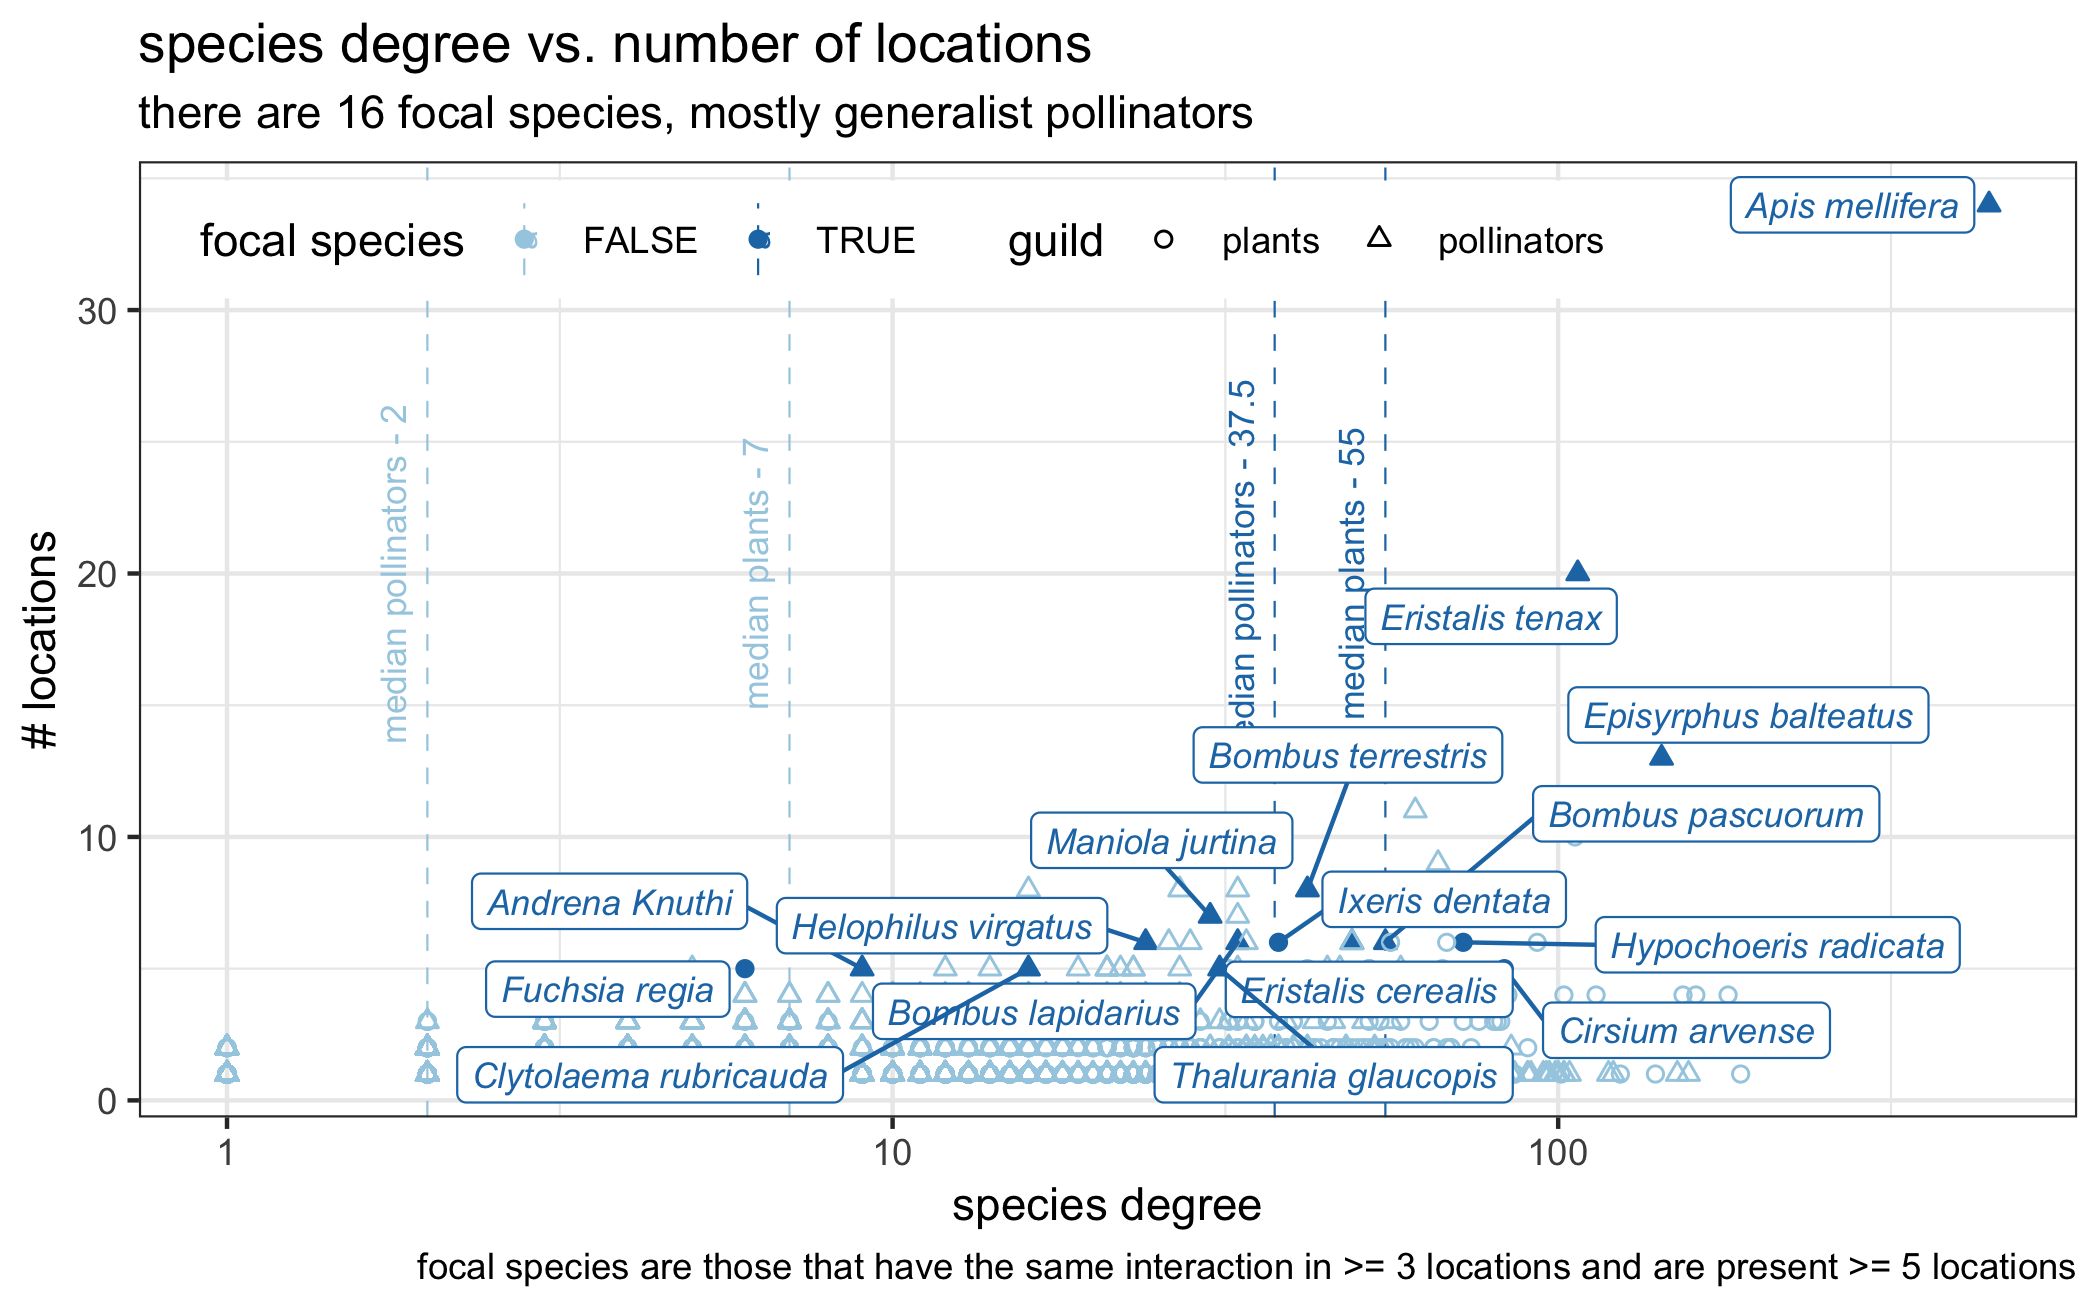 species degree vs. number of locations
there are 16 focal species, mostly generalist pollinators
focal species FALSE TRUE guild plants pollinators
Apis mellifera
30
20
10
0
# locations
median pollinators - 2
median plants - 7
edian pollinators - 37.5
median plants - 55
Eristalis tenax
Episyrphus balteatus
Bombus terrestris
Bombus pascuorum
Maniola jurtina
Andrena Knuthi
Helophilus virgatus
Ixeris dentata
Hypochoeris radicata
Fuchsia regia
Bombus lapidarius
Eristalis cerealis
Cirsium arvense
Clytolaema rubricauda
Thalurania glaucopis
1 10 100
species degree
focal species are those that have the same interaction in >= 3 locations and are present >= 5 locations